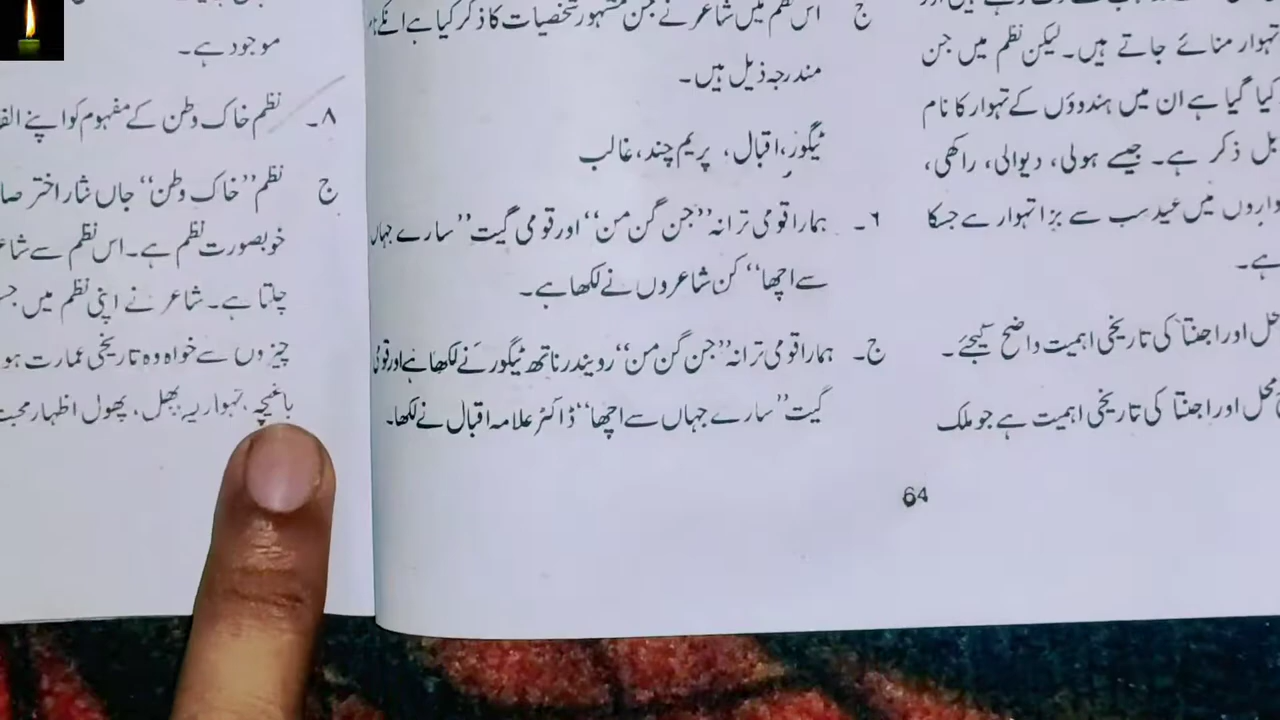 تہوار منائے جاتے ہیں۔ لیکن نظم میں جن
کیا گیا ہے ان میں ہندوؤں کے تہوار کا نام
ذکر ہے۔ جیسے ہولی، دیوالی، راکھی،
میں عید سب سے بڑا تہوار ہے جسکا
ہے۔
اور اجنتا کی تاریخی اہمیت واضح کیجئے۔
محل اور اجنتا کی تاریخی اہمیت ہے جو ملک
ج اس نظم میں شاعر نے جن مشہور شخصیات کا ذکر کیا ہے انکے
مندرجہ ذیل ہیں۔
ٹیگور، اقبال، پریم چند، غالب
۶۔ ہمارا قومی ترانہ ”جن گن من“ اور قومی گیت ”سارے جہاں
سے اچھا“ کن شاعروں نے لکھا ہے۔
ج۔ ہمارا قومی ترانہ ”جن گن من“ رویندر ناتھ ٹیگور نے لکھا ہے اور قومی
گیت ”سارے جہاں سے اچھا“ ڈاکٹر علامہ اقبال نے لکھا۔
64
موجود ہے۔
۸۔ نظم خاک وطن کے مفہوم کو اپنے
ج نظم ”خاک وطن“ جاں نثار اختر
خوبصورت نظم ہے۔ اس نظم سے
چلتا ہے۔ شاعر نے اپنی نظم میں
چیزوں سے خواہ وہ تاریخی عمارت ہو
باغیچہ، تہوار یہ پھل، پھول اظہار